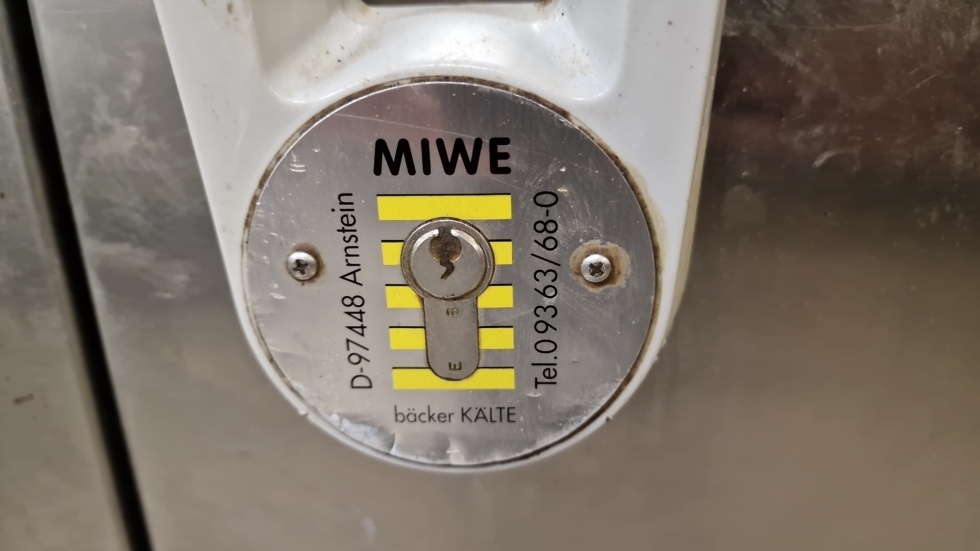 MIWE
D-97448 Arnstein
Tel.09363/68-0
bäcker KÄLTE
E